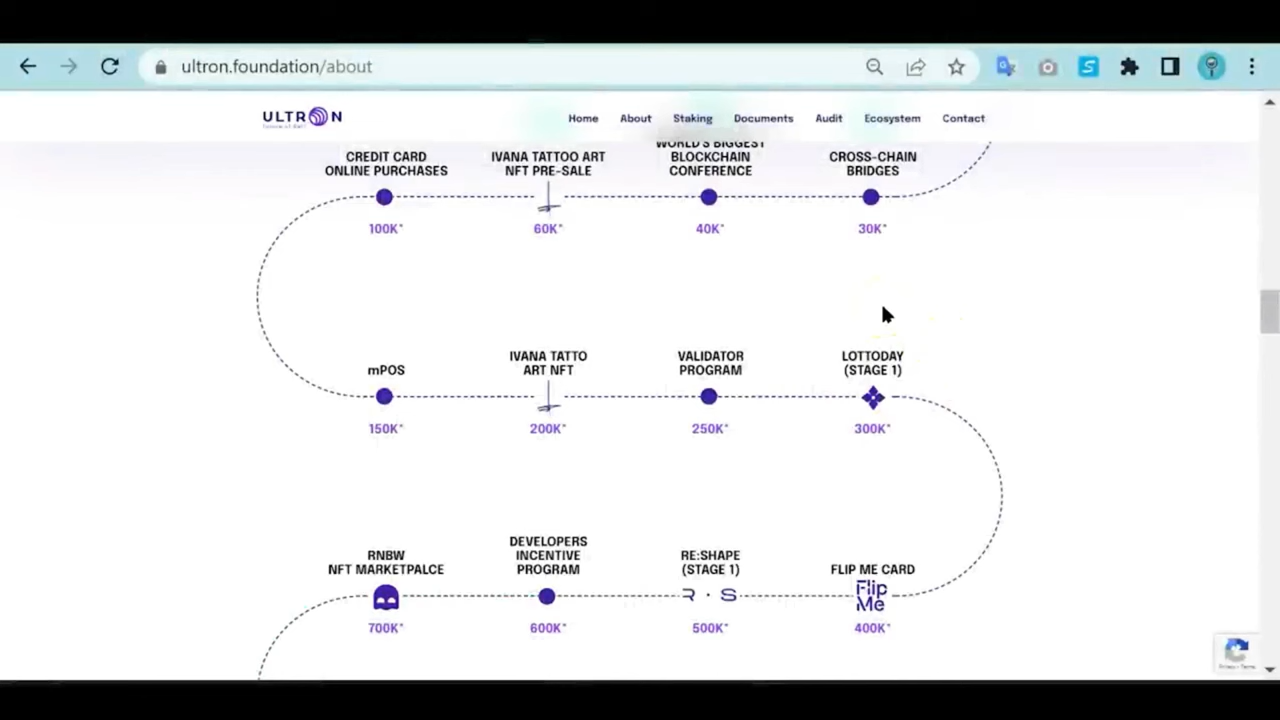 ultron.foundation/about
ULTRON
Home About Staking Documents Audit Ecosystem Contact
CREDIT CARD
ONLINE PURCHASES
IVANA TATTOO ART
NFT PRE-SALE
WORLD'S BIGGEST
BLOCKCHAIN
CONFERENCE
CROSS-CHAIN
BRIDGES
100K*
60K*
40K*
30K*
mPOS
IVANA TATTO
ART NFT
VALIDATOR
PROGRAM
LOTTODAY
(STAGE 1)
150K*
200K*
250K*
300K*
RNBW
NFT MARKETPALCE
DEVELOPERS
INCENTIVE
PROGRAM
RE:SHAPE
(STAGE 1)
FLIP ME CARD
R · S
Flip
Me
700K*
600K*
500K*
400K*
Privacy - Terms